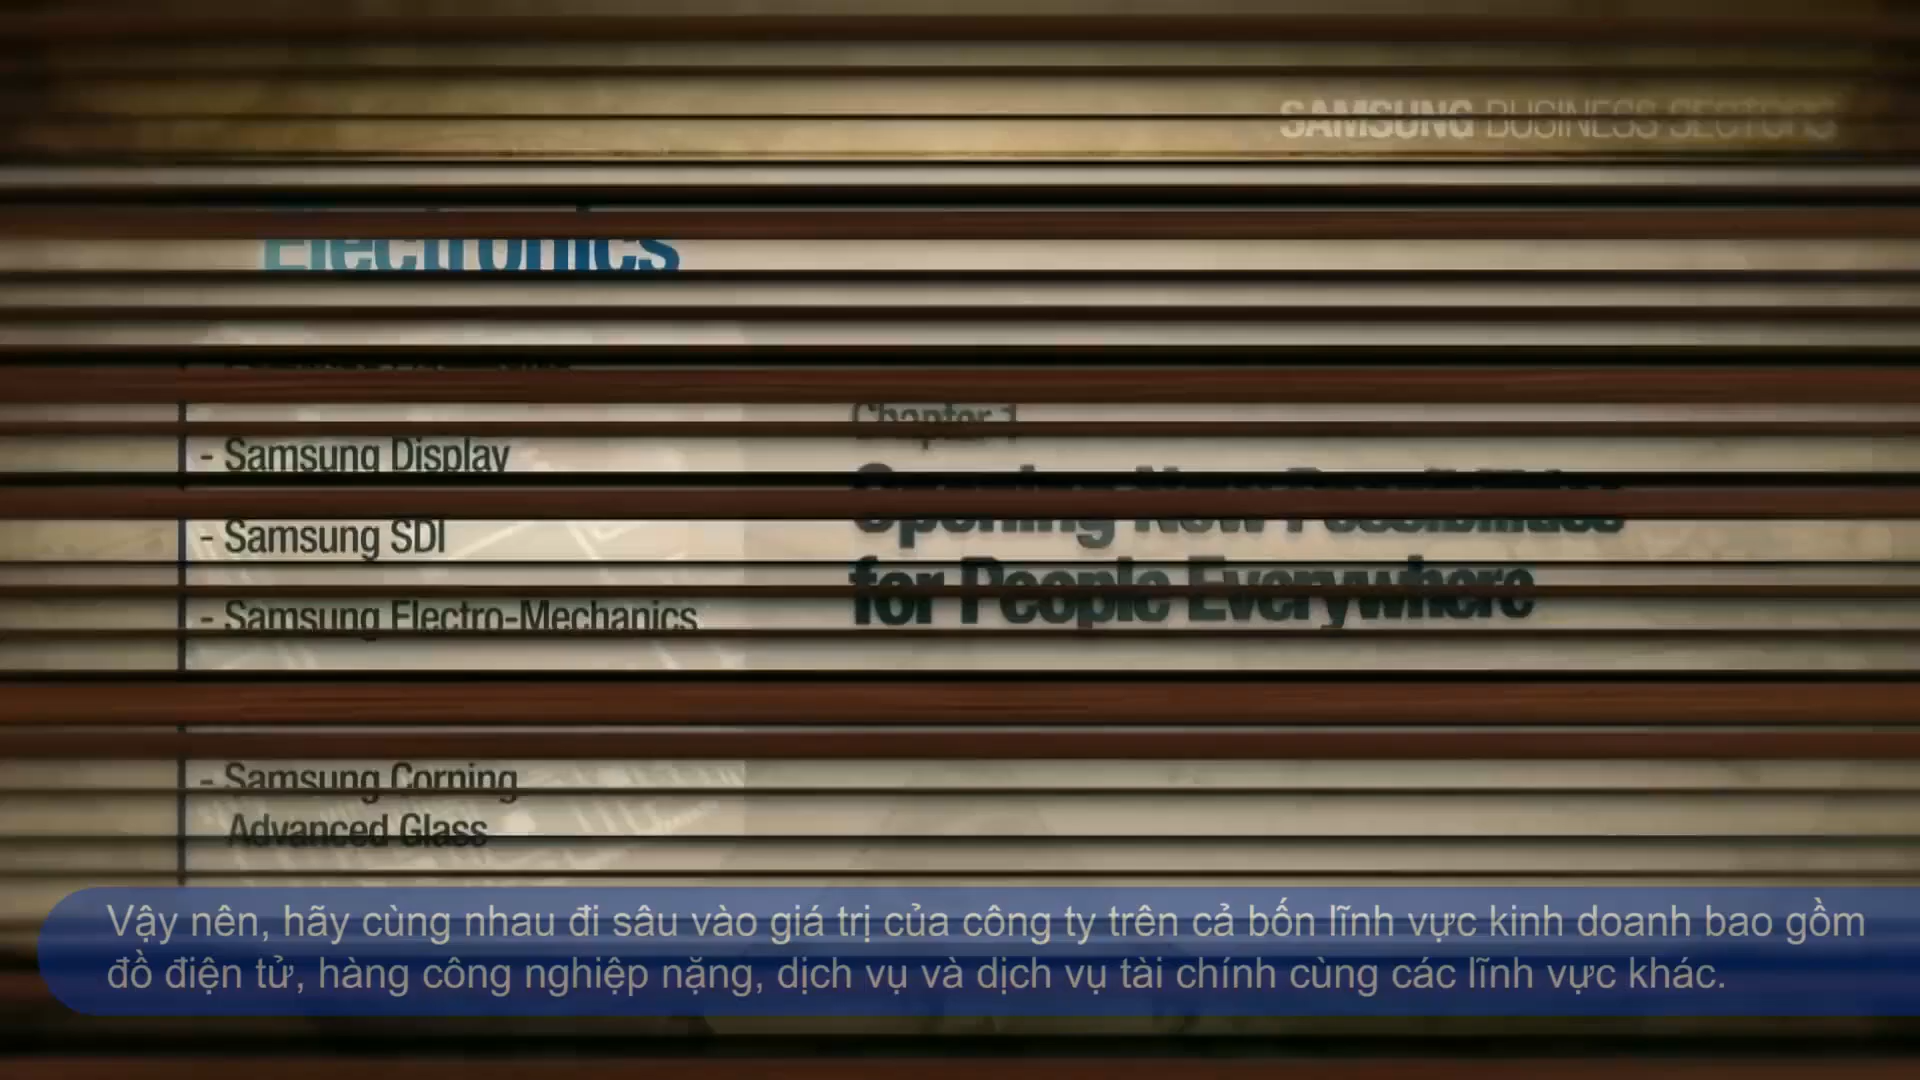 SAMSUNG BUSINESS SECTORS
Electronics
- Samsung Display
- Samsung SDI
- Samsung Electro-Mechanics
- Samsung Corning
Advanced Glass
Chapter 1
Opening New Possibilities
for People Everywhere
Vậy nên, hãy cùng nhau đi sâu vào giá trị của công ty trên cả bốn lĩnh vực kinh doanh bao gồm
đồ điện tử, hàng công nghiệp nặng, dịch vụ và dịch vụ tài chính cùng các lĩnh vực khác.